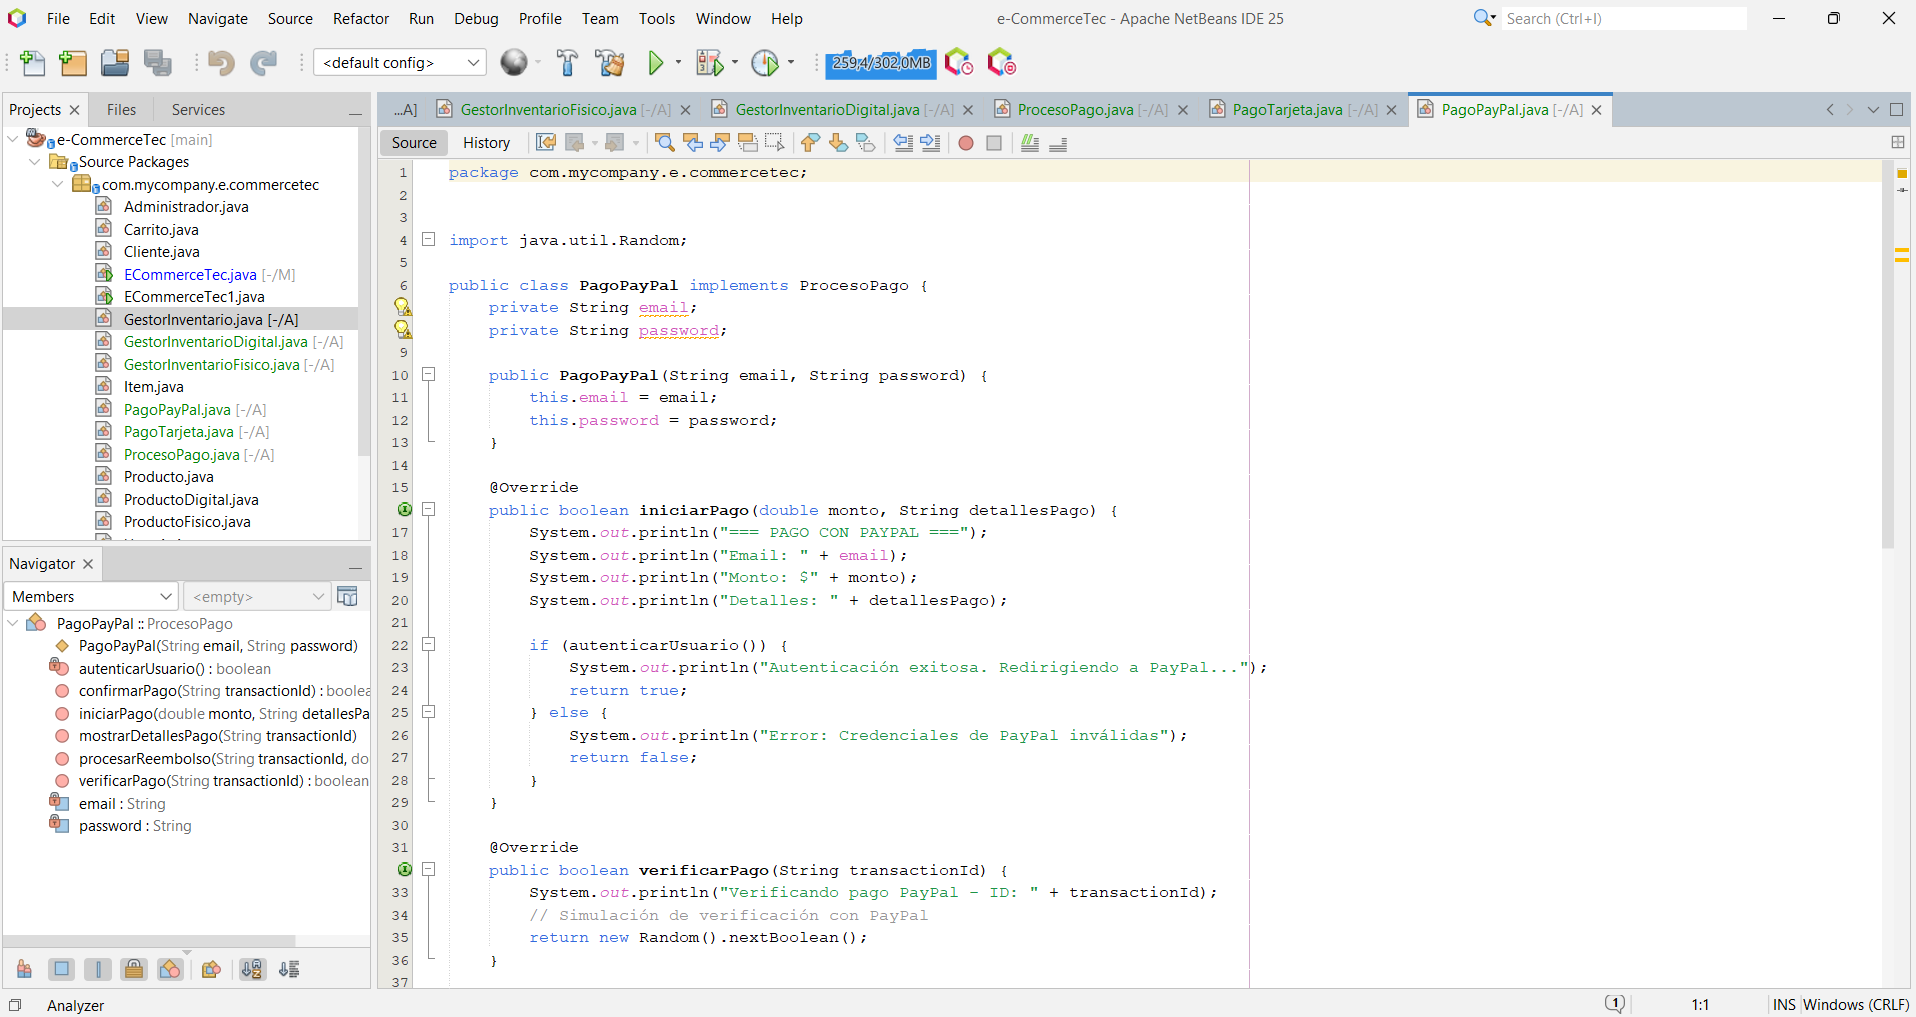 File Edit View Navigate Source Refactor Run Debug Profile Team Tools Window Help
e-CommerceTec - Apache NetBeans IDE 25
Search (Ctrl+I)
<default config>
259,4/302,0MB
Projects Files Services
...A] GestorInventarioFisico.java [-/A] GestorInventarioDigital.java [-/A] ProcesoPago.java [-/A] PagoTarjeta.java [-/A] PagoPayPal.java [-/A]
Source History
e-CommerceTec [main]
Source Packages
com.mycompany.e.commercetec
Administrador.java
Carrito.java
Cliente.java
ECommerceTec.java [-/M]
ECommerceTec1.java
GestorInventario.java [-/A]
GestorInventarioDigital.java [-/A]
GestorInventarioFisico.java [-/A]
Item.java
PagoPayPal.java [-/A]
PagoTarjeta.java [-/A]
ProcesoPago.java [-/A]
Producto.java
ProductoDigital.java
ProductoFisico.java
Navigator
Members <empty>
PagoPayPal :: ProcesoPago
PagoPayPal(String email, String password)
autenticarUsuario() : boolean
confirmarPago(String transactionId) : boolea
iniciarPago(double monto, String detallesPa
mostrarDetallesPago(String transactionId)
procesarReembolso(String transactionId, do
verificarPago(String transactionId) : boolean
email : String
password : String
1 package com.mycompany.e.commercetec;
2
3
4 import java.util.Random;
5
6 public class PagoPayPal implements ProcesoPago {
private String email;
private String password;
9
10 public PagoPayPal(String email, String password) {
11 this.email = email;
12 this.password = password;
13 }
14
15 @Override
public boolean iniciarPago(double monto, String detallesPago) {
17 System.out.println("=== PAGO CON PAYPAL ===");
18 System.out.println("Email: " + email);
19 System.out.println("Monto: $" + monto);
20 System.out.println("Detalles: " + detallesPago);
21
22 if (autenticarUsuario()) {
23 System.out.println("Autenticación exitosa. Redirigiendo a PayPal...");
24 return true;
25 } else {
26 System.out.println("Error: Credenciales de PayPal inválidas");
27 return false;
28 }
29 }
30
31 @Override
public boolean verificarPago(String transactionId) {
33 System.out.println("Verificando pago PayPal - ID: " + transactionId);
34 // Simulación de verificación con PayPal
35 return new Random().nextBoolean();
36 }
37
Analyzer
1 1:1 INS Windows (CRLF)